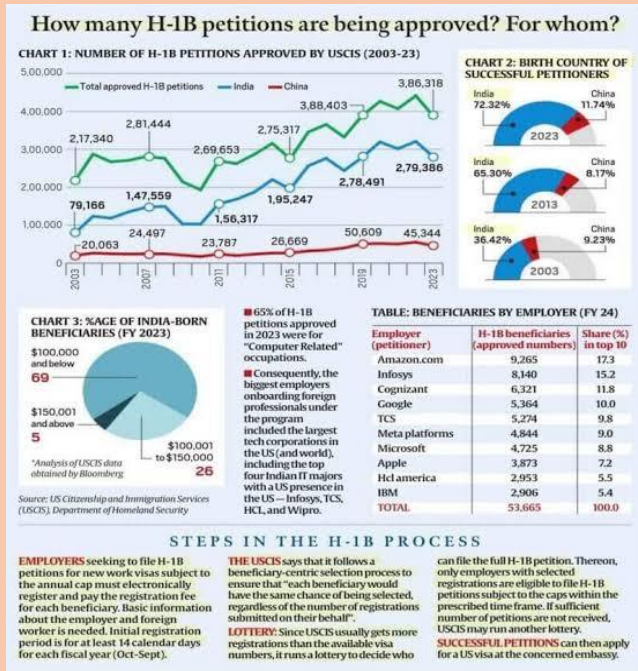 How many H-1B petitions are being approved? For whom?
CHART 1: NUMBER OF H-1B PETITIONS APPROVED BY USCIS (2003-23)
5,00,000
Total approved H-1B petitions
India
China
4,00,000
3,00,000
2,00,000
1,00,000
0
2,17,340
2,81,444
2,69,653
2,75,317
3,88,403
3,86,318
79,166
1,47,559
1,56,317
1,95,247
2,78,491
2,79,386
20,063
24,497
23,787
26,669
50,609
45,344
2003
2007
2011
2015
2019
2023
CHART 2: BIRTH COUNTRY OF
SUCCESSFUL PETITIONERS
India
72.32%
China
11.74%
2023
India
65.30%
China
8.17%
2013
India
36.42%
China
9.23%
2003
CHART 3: %AGE OF INDIA-BORN
BENEFICIARIES (FY 2023)
$100,000
and below
69
$150,001
and above
5
$100,001
to $150,000
26
*Analysis of USCIS data
obtained by Bloomberg
Source: US Citizenship and Immigration Services
(USCIS), Department of Homeland Security
■ 65% of H-1B
petitions approved
in 2023 were for
"Computer Related"
occupations.
■ Consequently, the
biggest employers
onboarding foreign
professionals under
the program
included the largest
tech corporations in
the US (and world),
including the top
four Indian IT majors
with a US presence in
the US — Infosys, TCS,
HCL, and Wipro.
TABLE: BENEFICIARIES BY EMPLOYER (FY 24)
Employer H-1B beneficiaries Share (%)
(petitioner) (approved numbers) in top 10
Amazon.com 9,265 17.3
Infosys 8,140 15.2
Cognizant 6,321 11.8
Google 5,364 10.0
TCS 5,274 9.8
Meta platforms 4,844 9.0
Microsoft 4,725 8.8
Apple 3,873 7.2
Hcl america 2,953 5.5
IBM 2,906 5.4
TOTAL 53,665 100.0
STEPS IN THE H-1B PROCESS
EMPLOYERS seeking to file H-1B
petitions for new work visas subject to
the annual cap must electronically
register and pay the registration fee
for each beneficiary. Basic information
about the employer and foreign
worker is needed. Initial registration
period is for at least 14 calendar days
for each fiscal year (Oct-Sept).
THE USCIS says that it follows a
beneficiary-centric selection process to
ensure that "each beneficiary would
have the same chance of being selected,
regardless of the number of registrations
submitted on their behalf".
LOTTERY: Since USCIS usually gets more
registrations than the available visa
numbers, it runs a lottery to decide who
can file the full H-1B petition. Thereon,
only employers with selected
registrations are eligible to file H-1B
petitions subject to the caps within the
prescribed time frame. If sufficient
number of petitions are not received,
USCIS may run another lottery.
SUCCESSFUL PETITIONS can then apply
for a US visa at the concerned embassy.